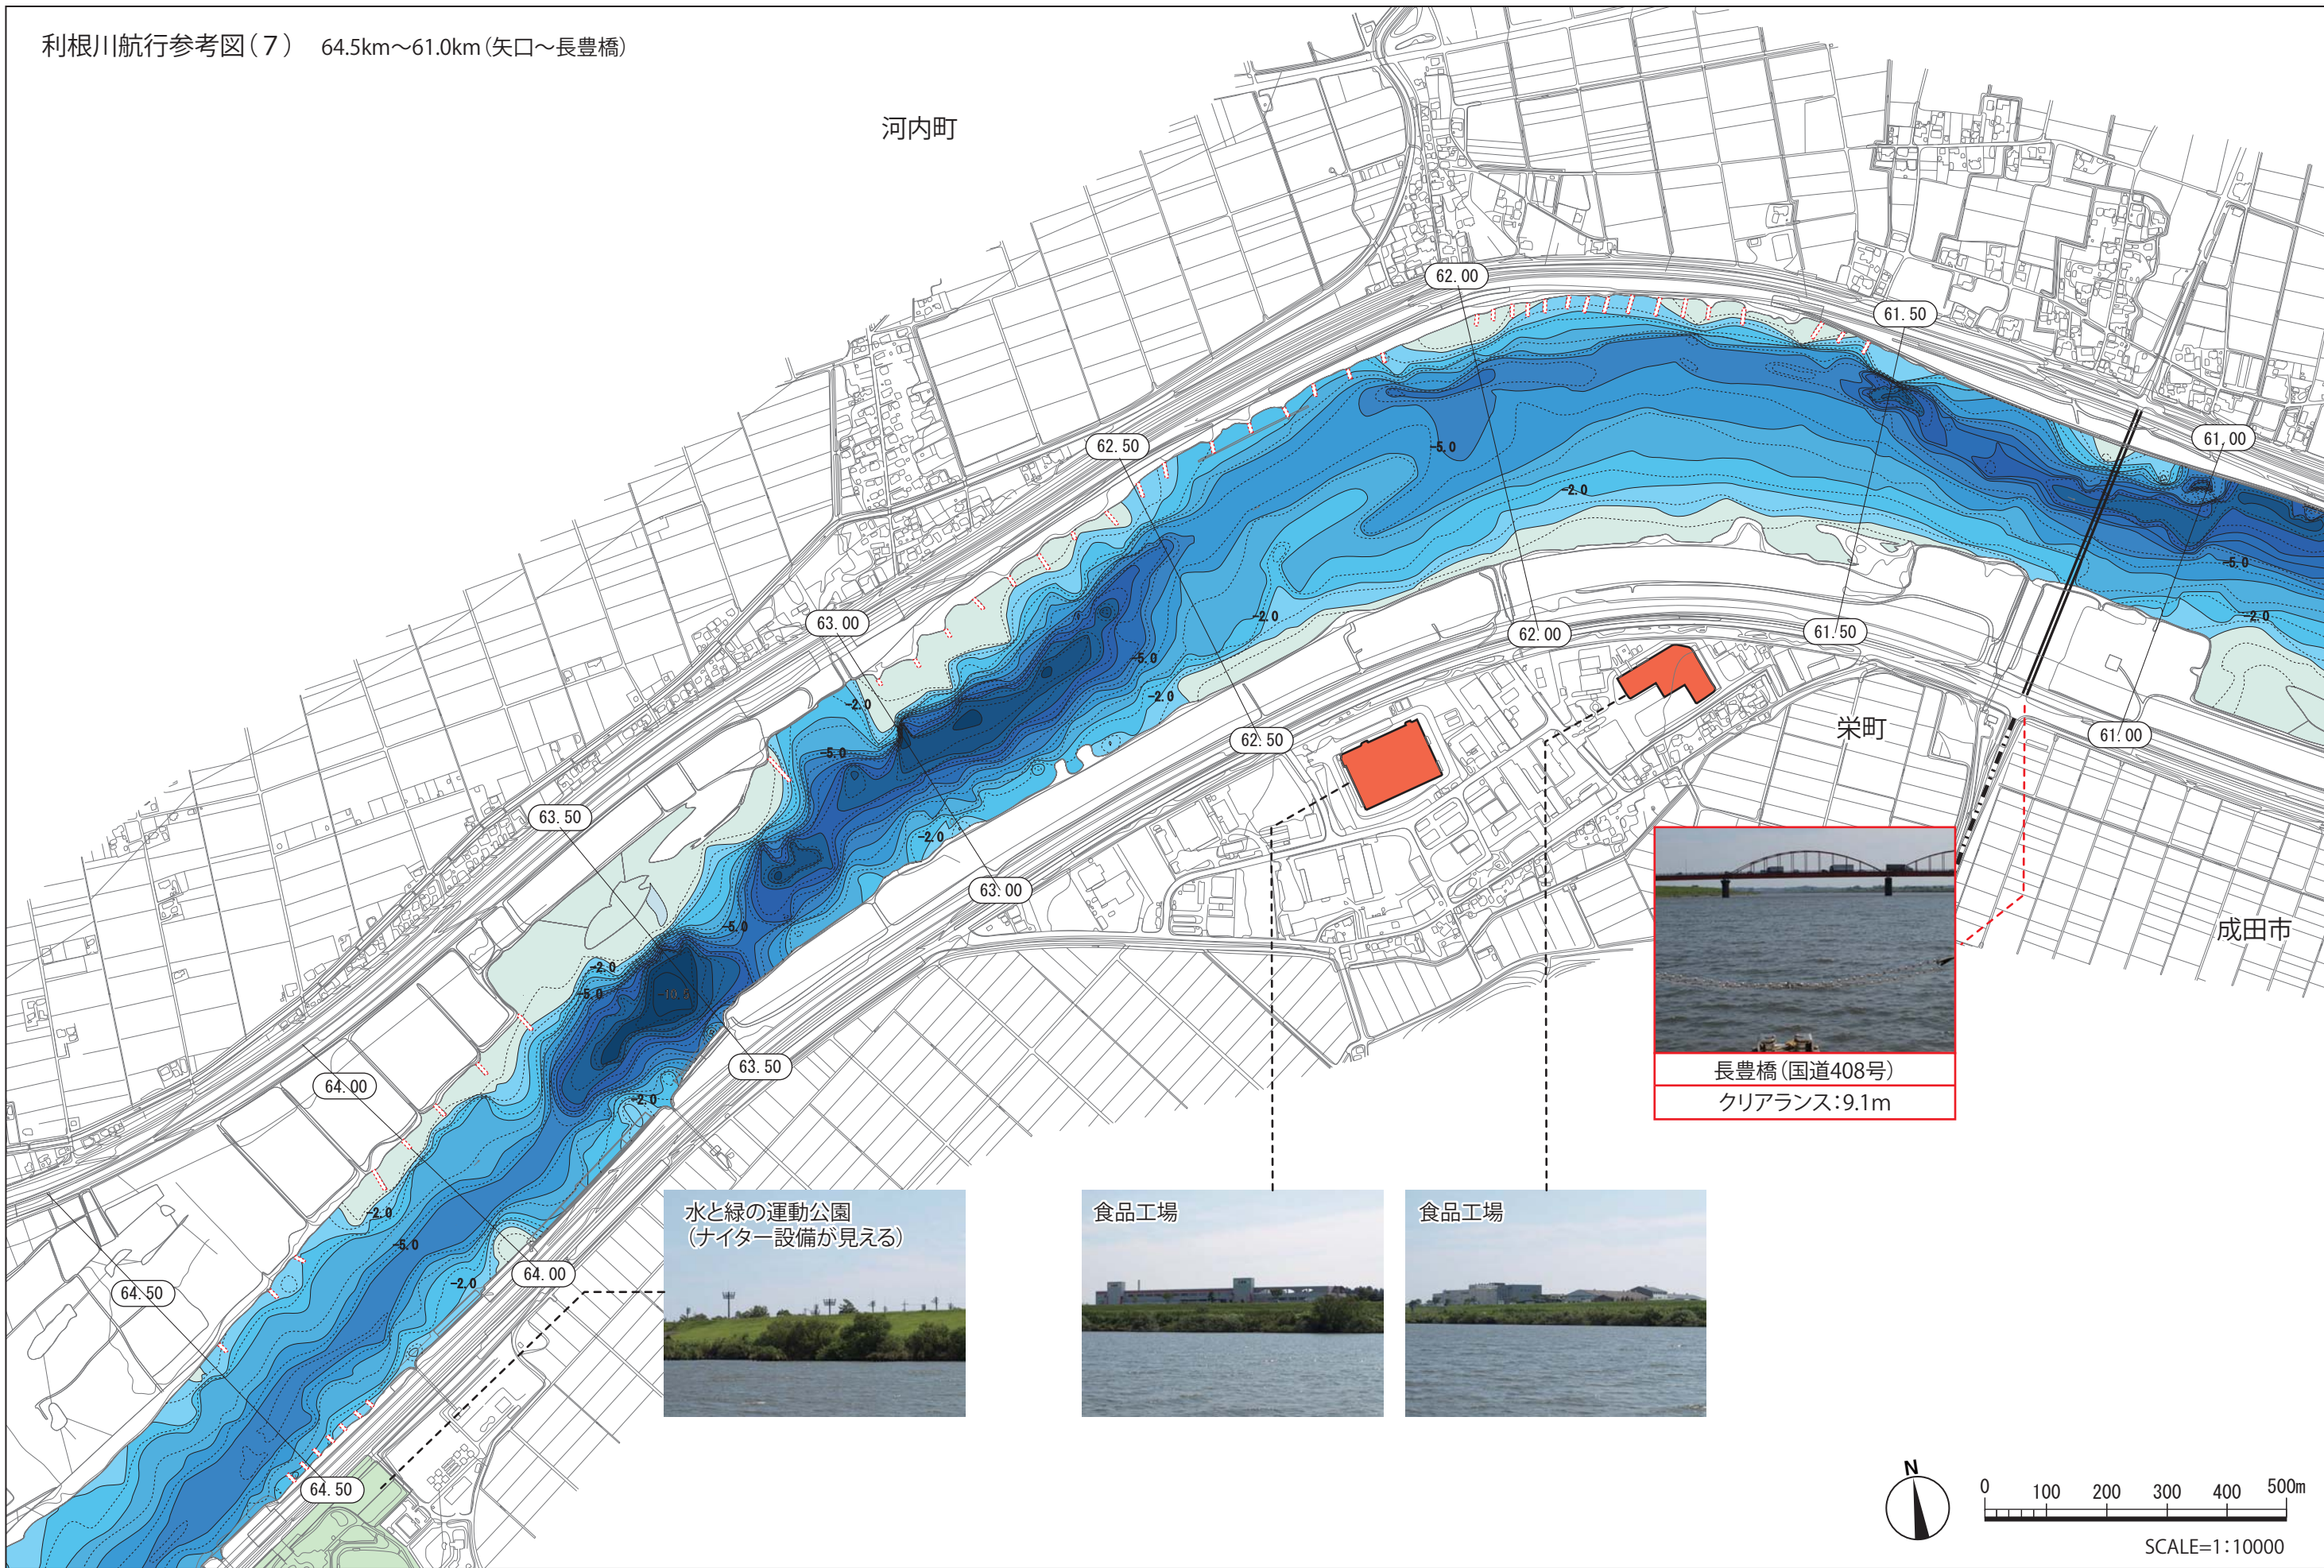 利根川航行参考図(７) 64.5km～61.0km(矢口～長豊橋)
河内町
62.00
61.50
62.50
61.00
-5.0
-2.0
-5.0
63.00
-2.0
-2.0
-5.0
62.00
61.50
-2.0
-2.0
栄町
61.00
62.50
-5.0
63.50
-2.0
63.00
成田市
-5.0
-2.0
-5.0
-10.5
63.50
64.00
-2.0
長豊橋(国道408号)
クリアランス:9.1m
-2.0
-5.0
水と緑の運動公園
(ナイター設備が見える)
食品工場
食品工場
64.00
-2.0
64.50
64.50
N
0 100 200 300 400 500m
SCALE=1:10000